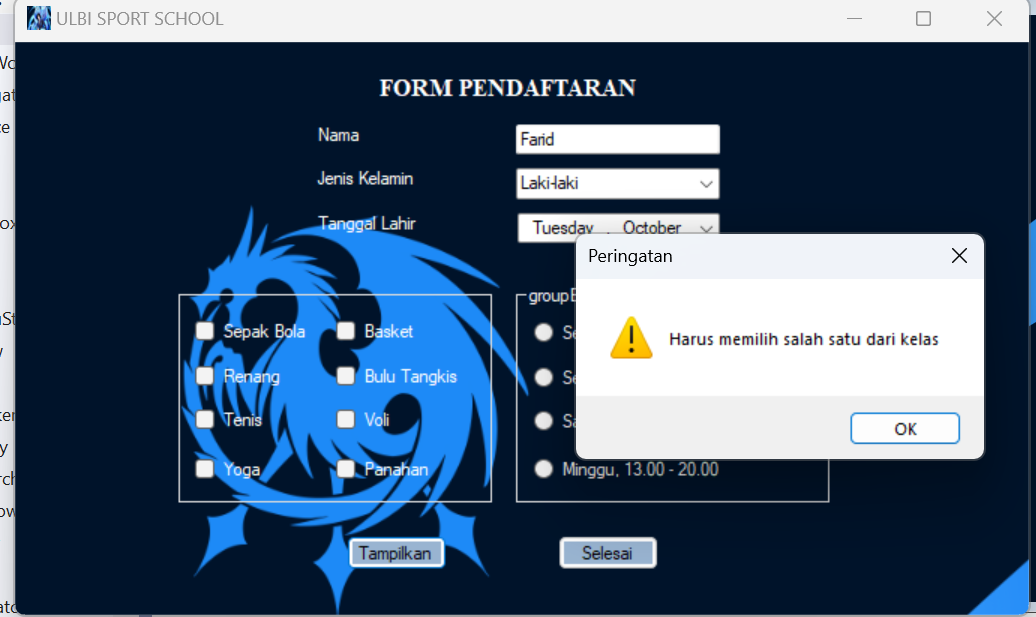 ULBI SPORT SCHOOL
FORM PENDAFTARAN
Nama
Farid
Jenis Kelamin
Laki-laki
Tanggal Lahir
Tuesday , October
Peringatan
Harus memilih salah satu dari kelas
OK
Sepak Bola
Basket
Renang
Bulu Tangkis
Tenis
Voli
Yoga
Panahan
Minggu, 13.00 - 20.00
Tampilkan
Selesai